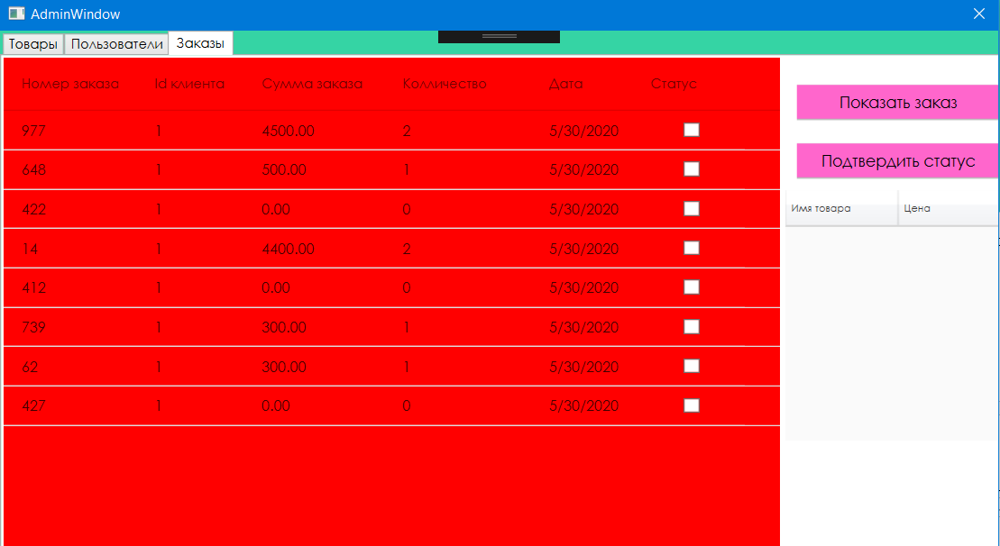 AdminWindow
Товары Пользователи Заказы
Номер заказа Id клиента Сумма заказа Колличество Дата Статус
977 1 4500.00 2 5/30/2020
648 1 500.00 1 5/30/2020
422 1 0.00 0 5/30/2020
14 1 4400.00 2 5/30/2020
412 1 0.00 0 5/30/2020
739 1 300.00 1 5/30/2020
62 1 300.00 1 5/30/2020
427 1 0.00 0 5/30/2020
Показать заказ
Подтвердить статус
Имя товара Цена